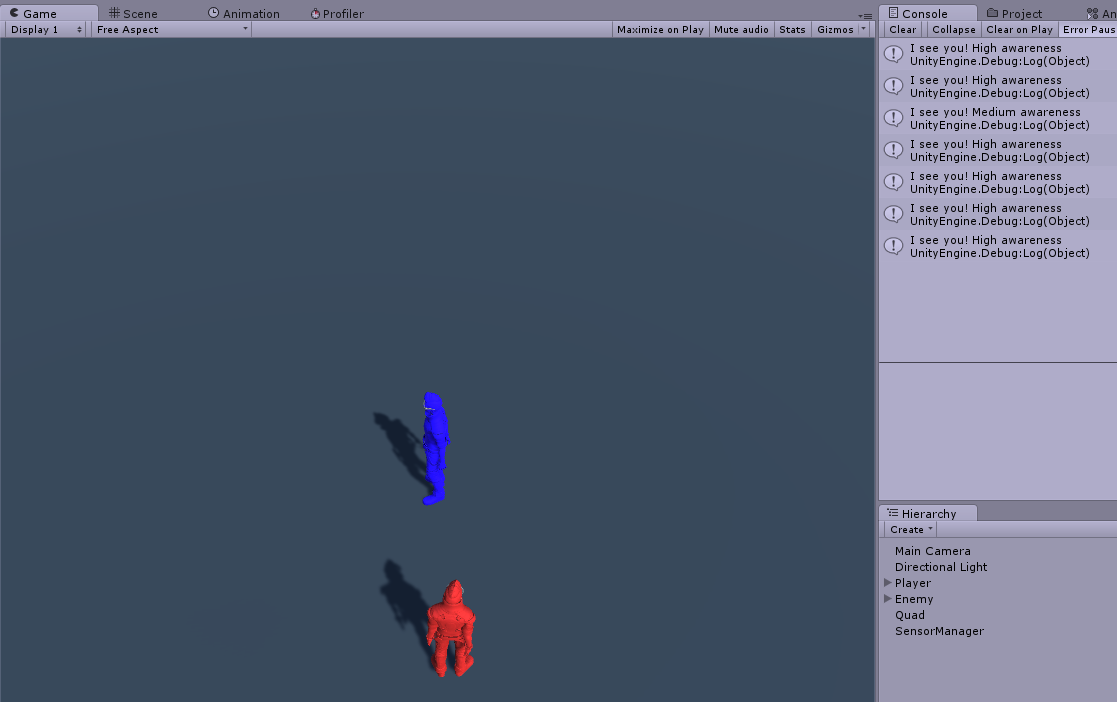 Game
Scene
Animation
Profiler
Display 1
Free Aspect
Maximize on Play
Mute audio
Stats
Gizmos
Console
Project
An
Clear
Collapse
Clear on Play
Error Paus
I see you! High awareness
UnityEngine.Debug:Log(Object)
I see you! High awareness
UnityEngine.Debug:Log(Object)
I see you! Medium awareness
UnityEngine.Debug:Log(Object)
I see you! High awareness
UnityEngine.Debug:Log(Object)
I see you! High awareness
UnityEngine.Debug:Log(Object)
I see you! High awareness
UnityEngine.Debug:Log(Object)
I see you! High awareness
UnityEngine.Debug:Log(Object)
Hierarchy
Create
Main Camera
Directional Light
Player
Enemy
Quad
SensorManager